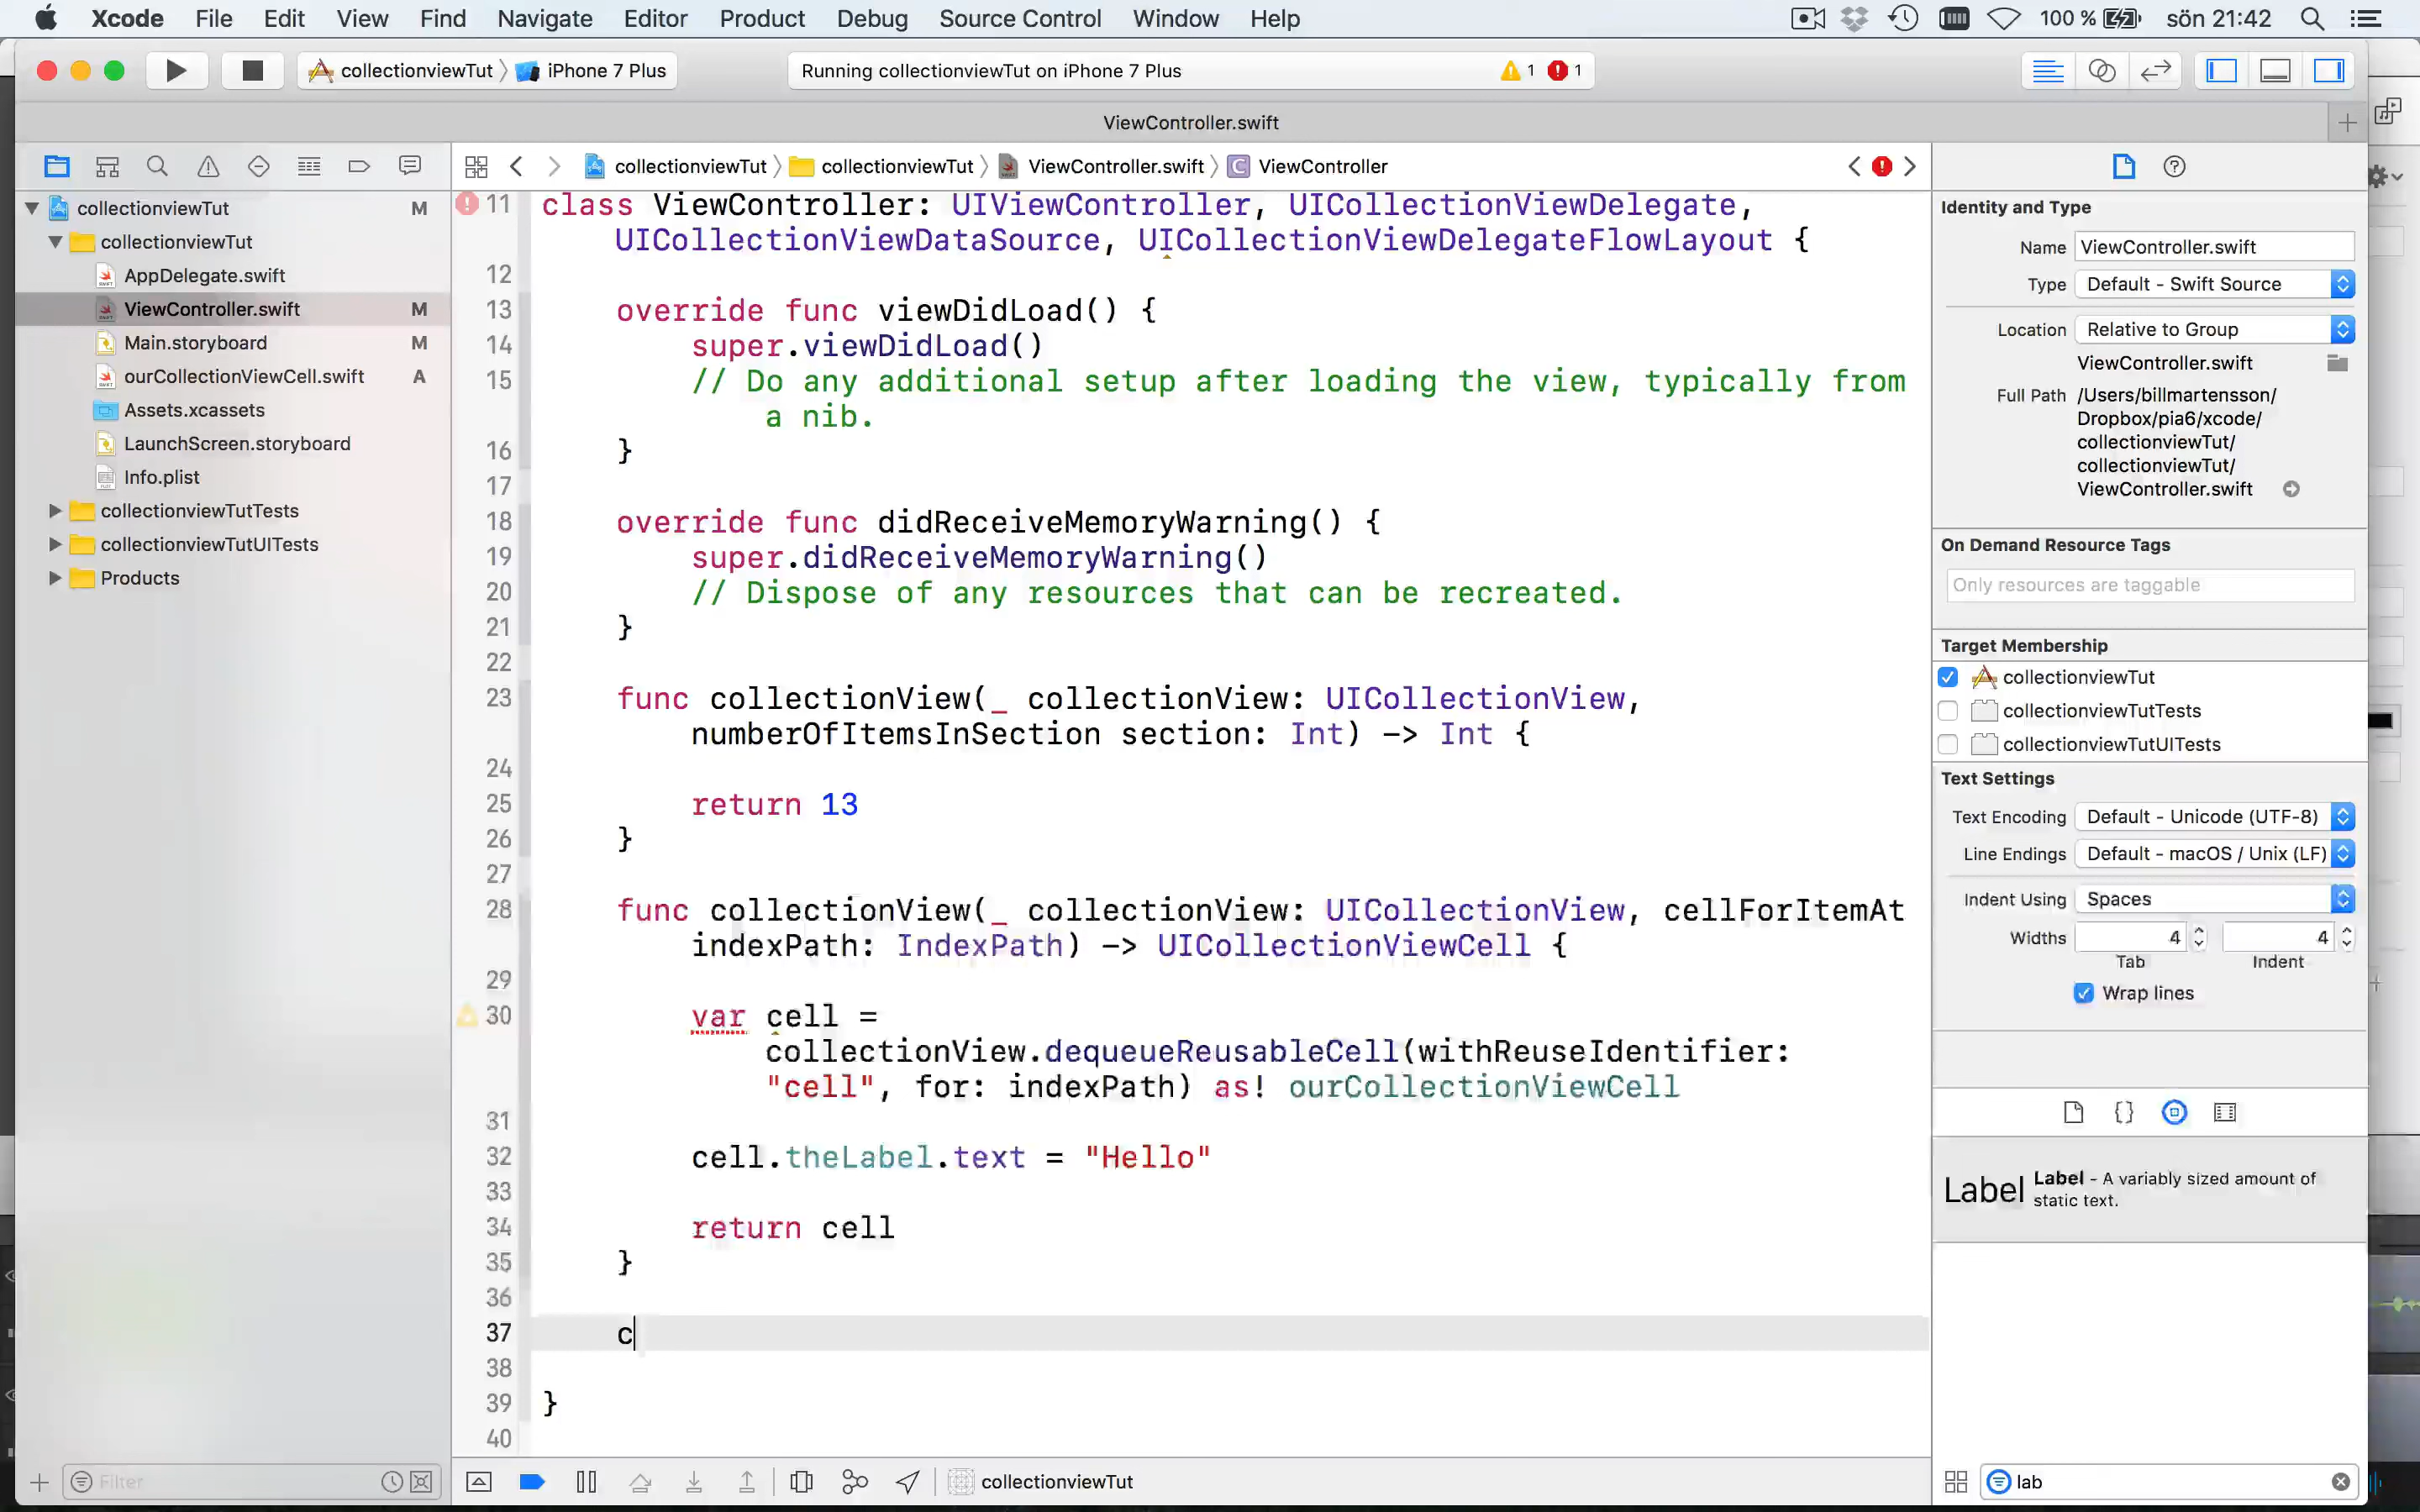 Xcode File Edit View Find Navigate Editor Product Debug Source Control Window Help 100 % sön 21:42
collectionviewTut iPhone 7 Plus Running collectionviewTut on iPhone 7 Plus 1 1
ViewController.swift
collectionviewTut collectionviewTut ViewController.swift C ViewController
collectionviewTut M
collectionviewTut
AppDelegate.swift
ViewController.swift M
Main.storyboard M
ourCollectionViewCell.swift A
Assets.xcassets
LaunchScreen.storyboard
Info.plist
collectionviewTutTests
collectionviewTutUITests
Products
Filter
11 class ViewController: UIViewController, UICollectionViewDelegate,
UICollectionViewDataSource, UICollectionViewDelegateFlowLayout {
12
13 override func viewDidLoad() {
14 super.viewDidLoad()
15 // Do any additional setup after loading the view, typically from
a nib.
16 }
17
18 override func didReceiveMemoryWarning() {
19 super.didReceiveMemoryWarning()
20 // Dispose of any resources that can be recreated.
21 }
22
23 func collectionView(_ collectionView: UICollectionView,
numberOfItemsInSection section: Int) -> Int {
24
25 return 13
26 }
27
28 func collectionView(_ collectionView: UICollectionView, cellForItemAt
indexPath: IndexPath) -> UICollectionViewCell {
29
30 var cell =
collectionView.dequeueReusableCell(withReuseIdentifier:
"cell", for: indexPath) as! ourCollectionViewCell
31
32 cell.theLabel.text = "Hello"
33
34 return cell
35 }
36
37 c
38
39 }
40
collectionviewTut
Identity and Type
Name ViewController.swift
Type Default - Swift Source
Location Relative to Group
ViewController.swift
Full Path /Users/billmartensson/
Dropbox/pia6/xcode/
collectionviewTut/
collectionviewTut/
ViewController.swift
On Demand Resource Tags
Only resources are taggable
Target Membership
collectionviewTut
collectionviewTutTests
collectionviewTutUITests
Text Settings
Text Encoding Default - Unicode (UTF-8)
Line Endings Default - macOS / Unix (LF)
Indent Using Spaces
Widths 4 4
Tab Indent
Wrap lines
Label Label - A variably sized amount of
static text.
lab